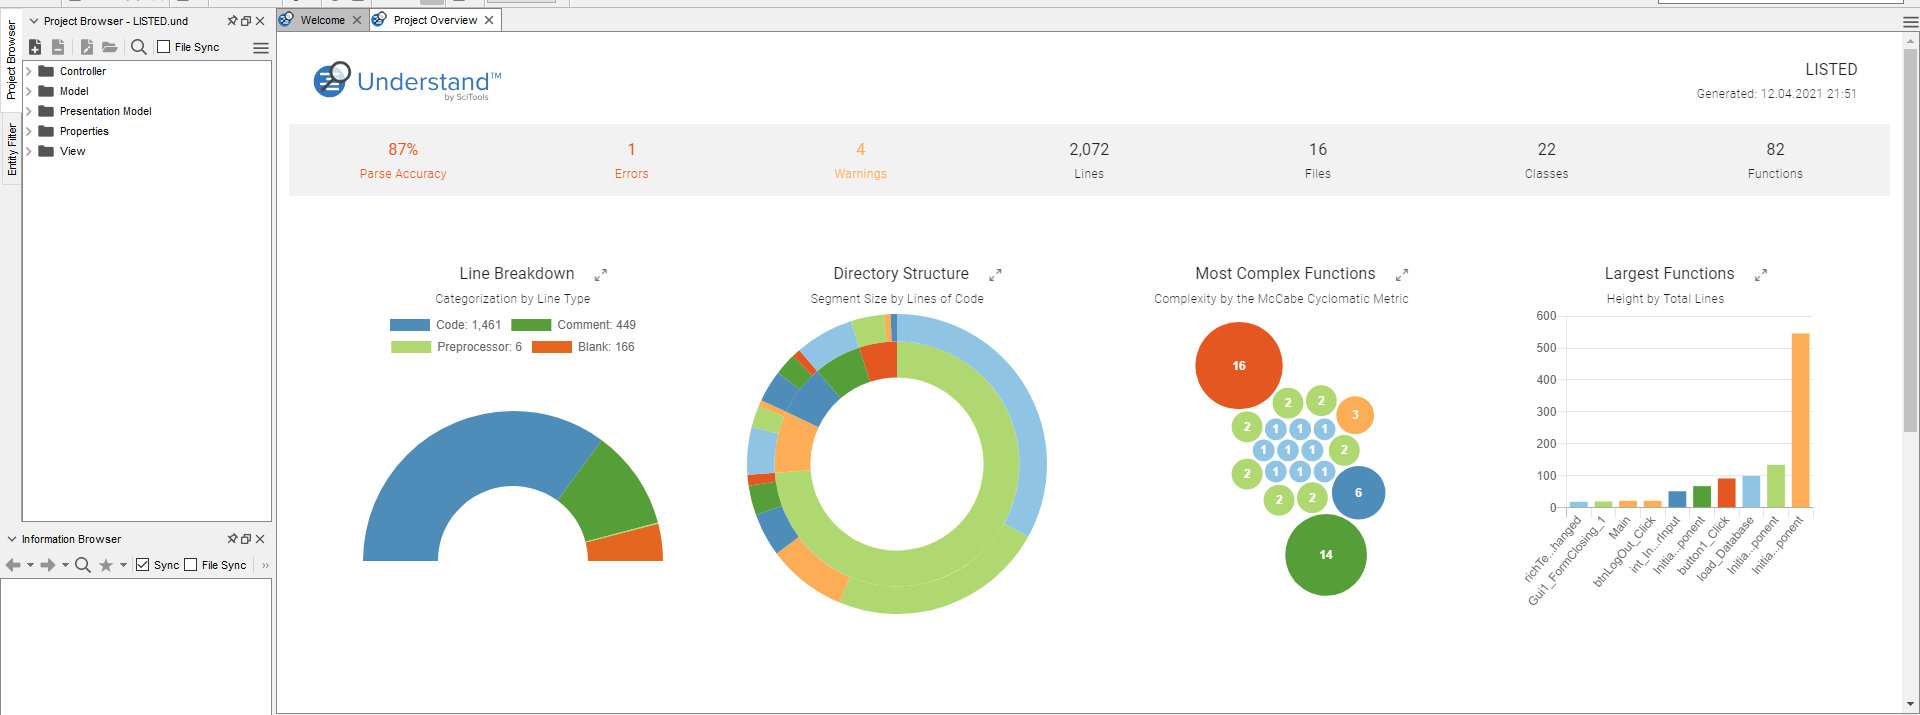 Project Browser - LISTED.und
Project Browser
Entity Filter
File Sync
Controller
Model
Presentation Model
Properties
View
Information Browser
Sync
File Sync
Welcome
Project Overview
Understand™
by SciTools
LISTED
Generated: 12.04.2021 21:51
87% 1 4 2,072 16 22 82
Parse Accuracy Errors Warnings Lines Files Classes Functions
Line Breakdown
Categorization by Line Type
Code: 1,461 Comment: 449
Preprocessor: 6 Blank: 166
Directory Structure
Segment Size by Lines of Code
Most Complex Functions
Complexity by the McCabe Cyclomatic Metric
16
2 2 3
2 1 1 1
1 1 1 2
2 1 1 1
2 2 6
14
Largest Functions
Height by Total Lines
600
500
400
300
200
100
0
richTe...hanged
Gui1_FormClosing_1
Main
btnLogOut_Click
int_In...rInput
Initia...ponent
button1_Click
load_Database
Initia...ponent
Initia...ponent